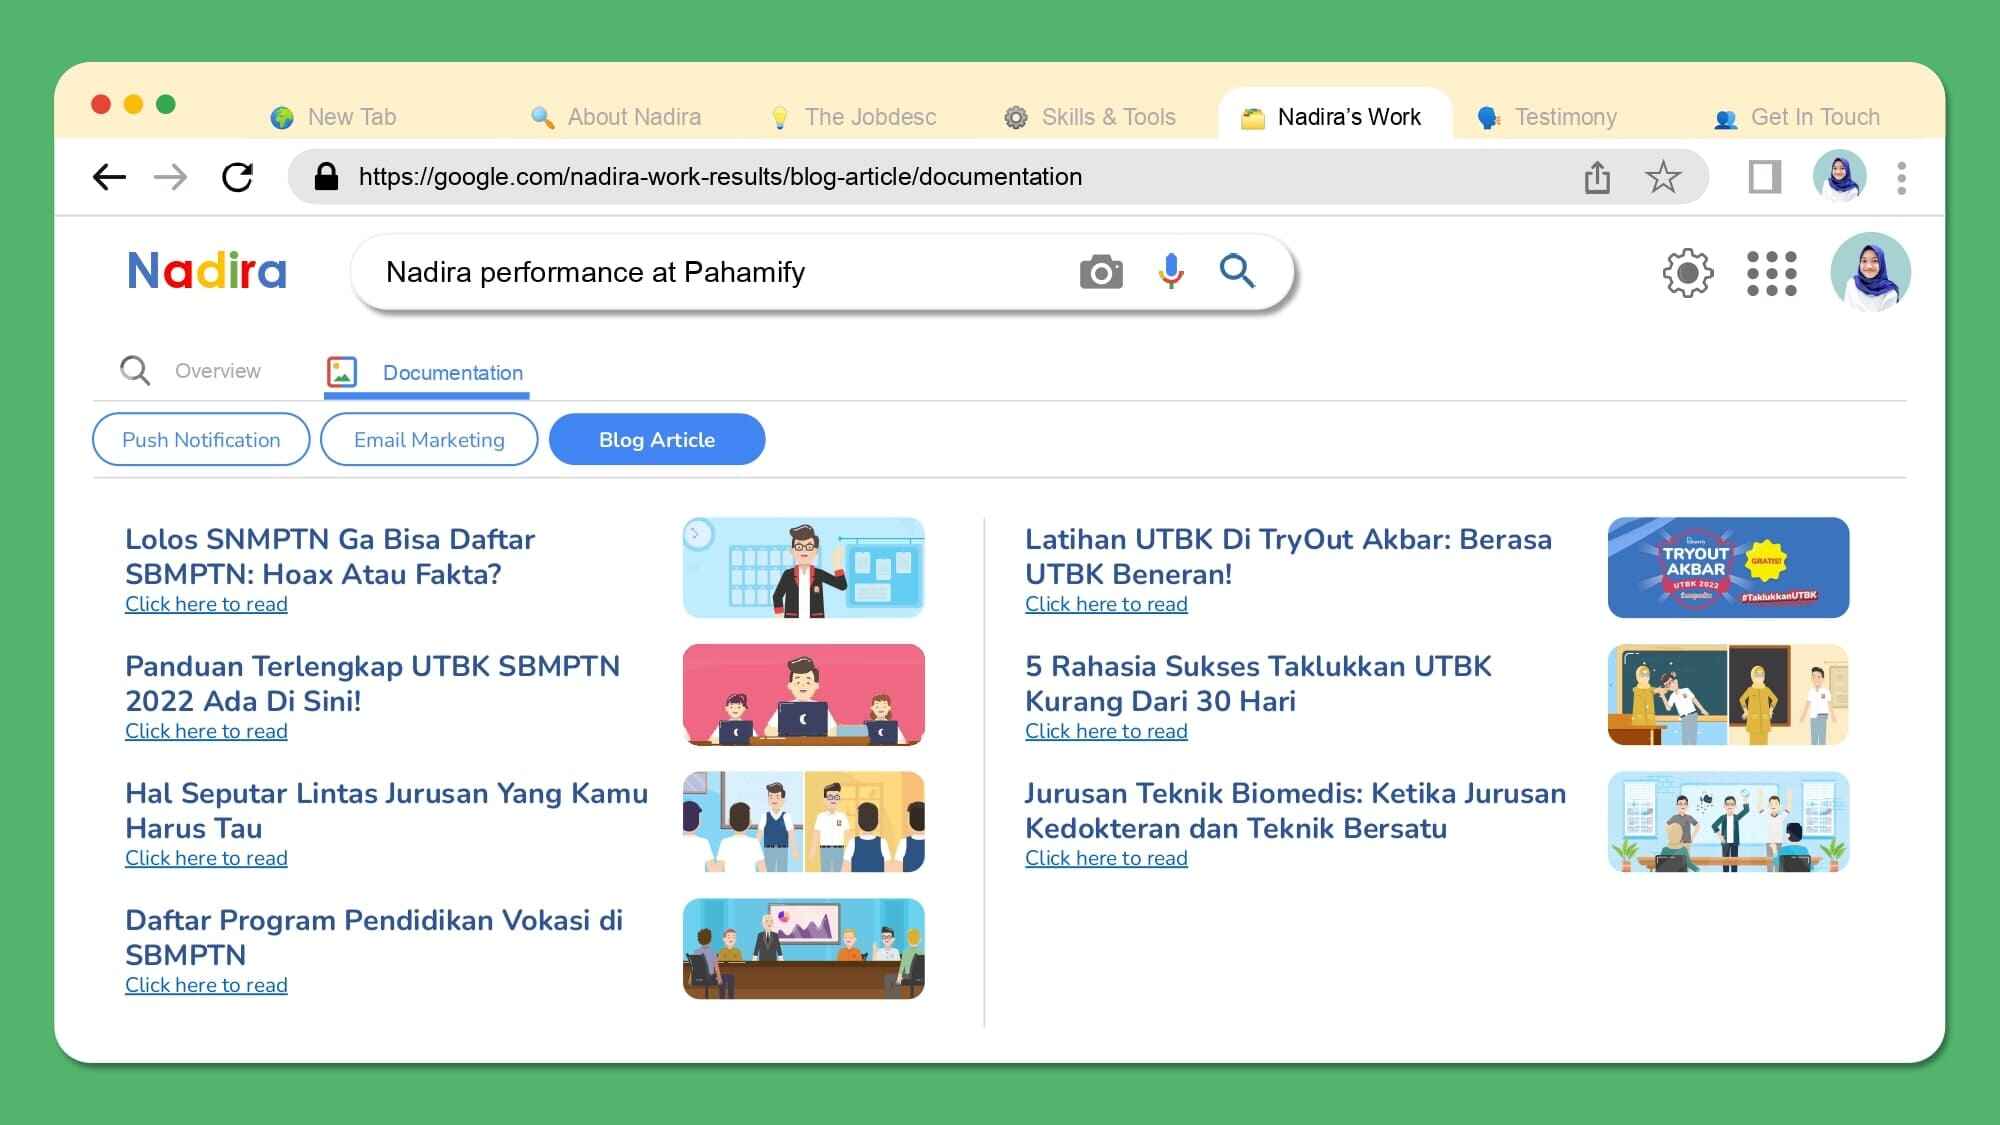 New Tab
About Nadira
The Jobdesc
Skills & Tools
Nadira’s Work
Testimony
Get In Touch
https://google.com/nadira-work-results/blog-article/documentation
Nadira
Nadira performance at Pahamify
Overview
Documentation
Push Notification
Email Marketing
Blog Article
Lolos SNMPTN Ga Bisa Daftar
SBMPTN: Hoax Atau Fakta?
Click here to read
Panduan Terlengkap UTBK SBMPTN
2022 Ada Di Sini!
Click here to read
Hal Seputar Lintas Jurusan Yang Kamu
Harus Tau
Click here to read
Daftar Program Pendidikan Vokasi di
SBMPTN
Click here to read
Latihan UTBK Di TryOut Akbar: Berasa
UTBK Beneran!
Click here to read
TRYOUT
AKBAR
UTBK 2022
GRATIS!
#TaklukkanUTBK
5 Rahasia Sukses Taklukkan UTBK
Kurang Dari 30 Hari
Click here to read
Jurusan Teknik Biomedis: Ketika Jurusan
Kedokteran dan Teknik Bersatu
Click here to read